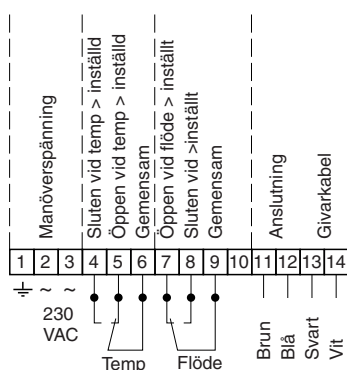 Manöverspänning
Sluten vid temp > inställd
Öppen vid temp > inställd
Gemensam
Öppen vid flöde > inställt
Sluten vid >inställt
Gemensam
Anslutning
Givarkabel
1 2 3 4 5 6 7 8 9 10 11 12 13 14
~ ~
230
VAC
Temp
Flöde
Brun
Blå
Svart
Vit